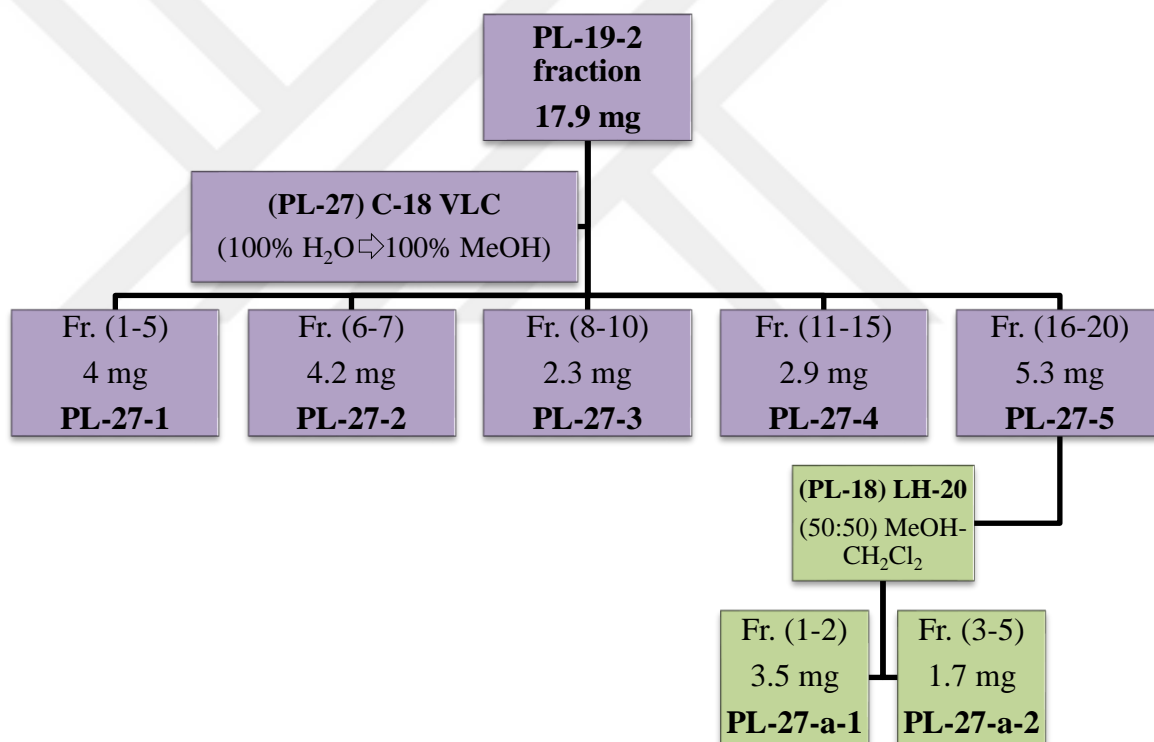 PL-19-2
fraction
17.9 mg
(PL-27) C-18 VLC
(100% H₂O⇨100% MeOH)
Fr. (1-5)
4 mg
PL-27-1
Fr. (6-7)
4.2 mg
PL-27-2
Fr. (8-10)
2.3 mg
PL-27-3
Fr. (11-15)
2.9 mg
PL-27-4
Fr. (16-20)
5.3 mg
PL-27-5
(PL-18) LH-20
(50:50) MeOH-
CH₂Cl₂
Fr. (1-2)
3.5 mg
PL-27-a-1
Fr. (3-5)
1.7 mg
PL-27-a-2